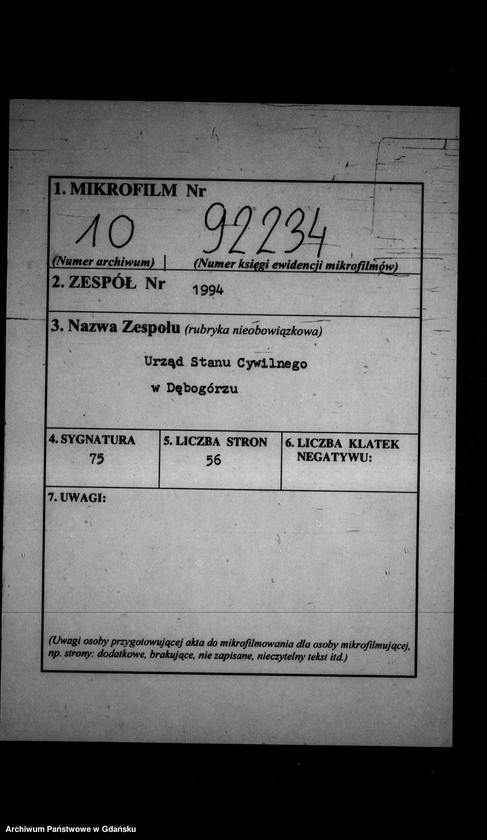 1. MIKROFILM Nr
10 92234
(Numer archiwum) (Numer księgi ewidencji mikrofilmów)
2. ZESPÓŁ Nr 1994
3. Nazwa Zespołu (rubryka nieobowiązkowa)
Urząd Stanu Cywilnego
w Dębogórzu
4. SYGNATURA 5. LICZBA STRON 6. LICZBA KLATEK
NEGATYWU:
75 56
7. UWAGI:
(Uwagi osoby przygotowującej akta do mikrofilmowania dla osoby mikrofilmującej,
np. strony: dodatkowe, brakujące, nie zapisane, nieczytelny tekst itd.)
Archiwum Państwowe w Gdańsku